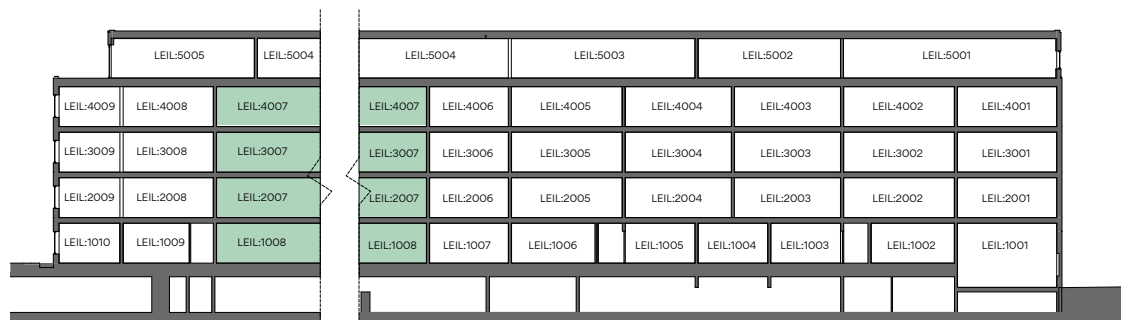 LEIL:5005 LEIL:5004 LEIL:5004 LEIL:5003 LEIL:5002 LEIL:5001
LEIL:4009 LEIL:4008 LEIL:4007 LEIL:4007 LEIL:4006 LEIL:4005 LEIL:4004 LEIL:4003 LEIL:4002 LEIL:4001
LEIL:3009 LEIL:3008 LEIL:3007 LEIL:3007 LEIL:3006 LEIL:3005 LEIL:3004 LEIL:3003 LEIL:3002 LEIL:3001
LEIL:2009 LEIL:2008 LEIL:2007 LEIL:2007 LEIL:2006 LEIL:2005 LEIL:2004 LEIL:2003 LEIL:2002 LEIL:2001
LEIL:1010 LEIL:1009 LEIL:1008 LEIL:1008 LEIL:1007 LEIL:1006 LEIL:1005 LEIL:1004 LEIL:1003 LEIL:1002 LEIL:1001